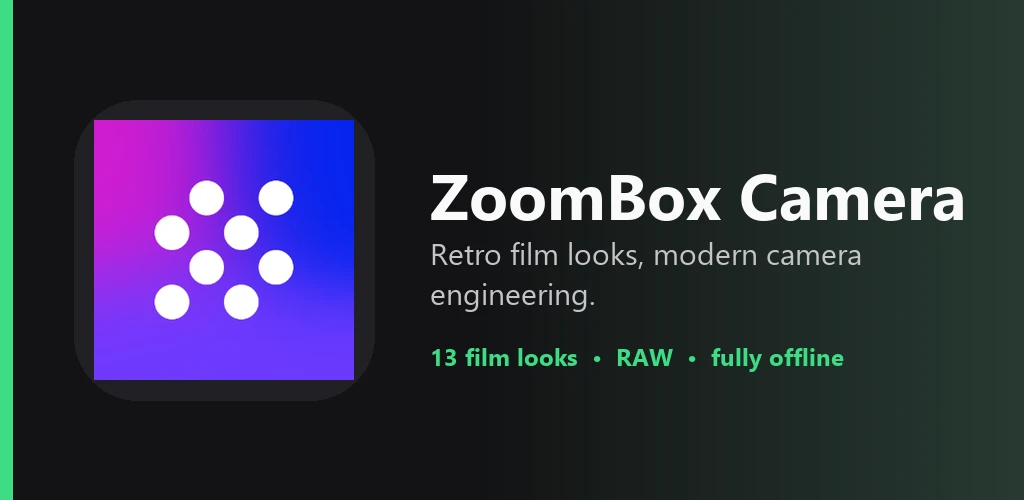 ZoomBox Camera
Retro film looks, modern camera
engineering.
13 film looks • RAW • fully offline